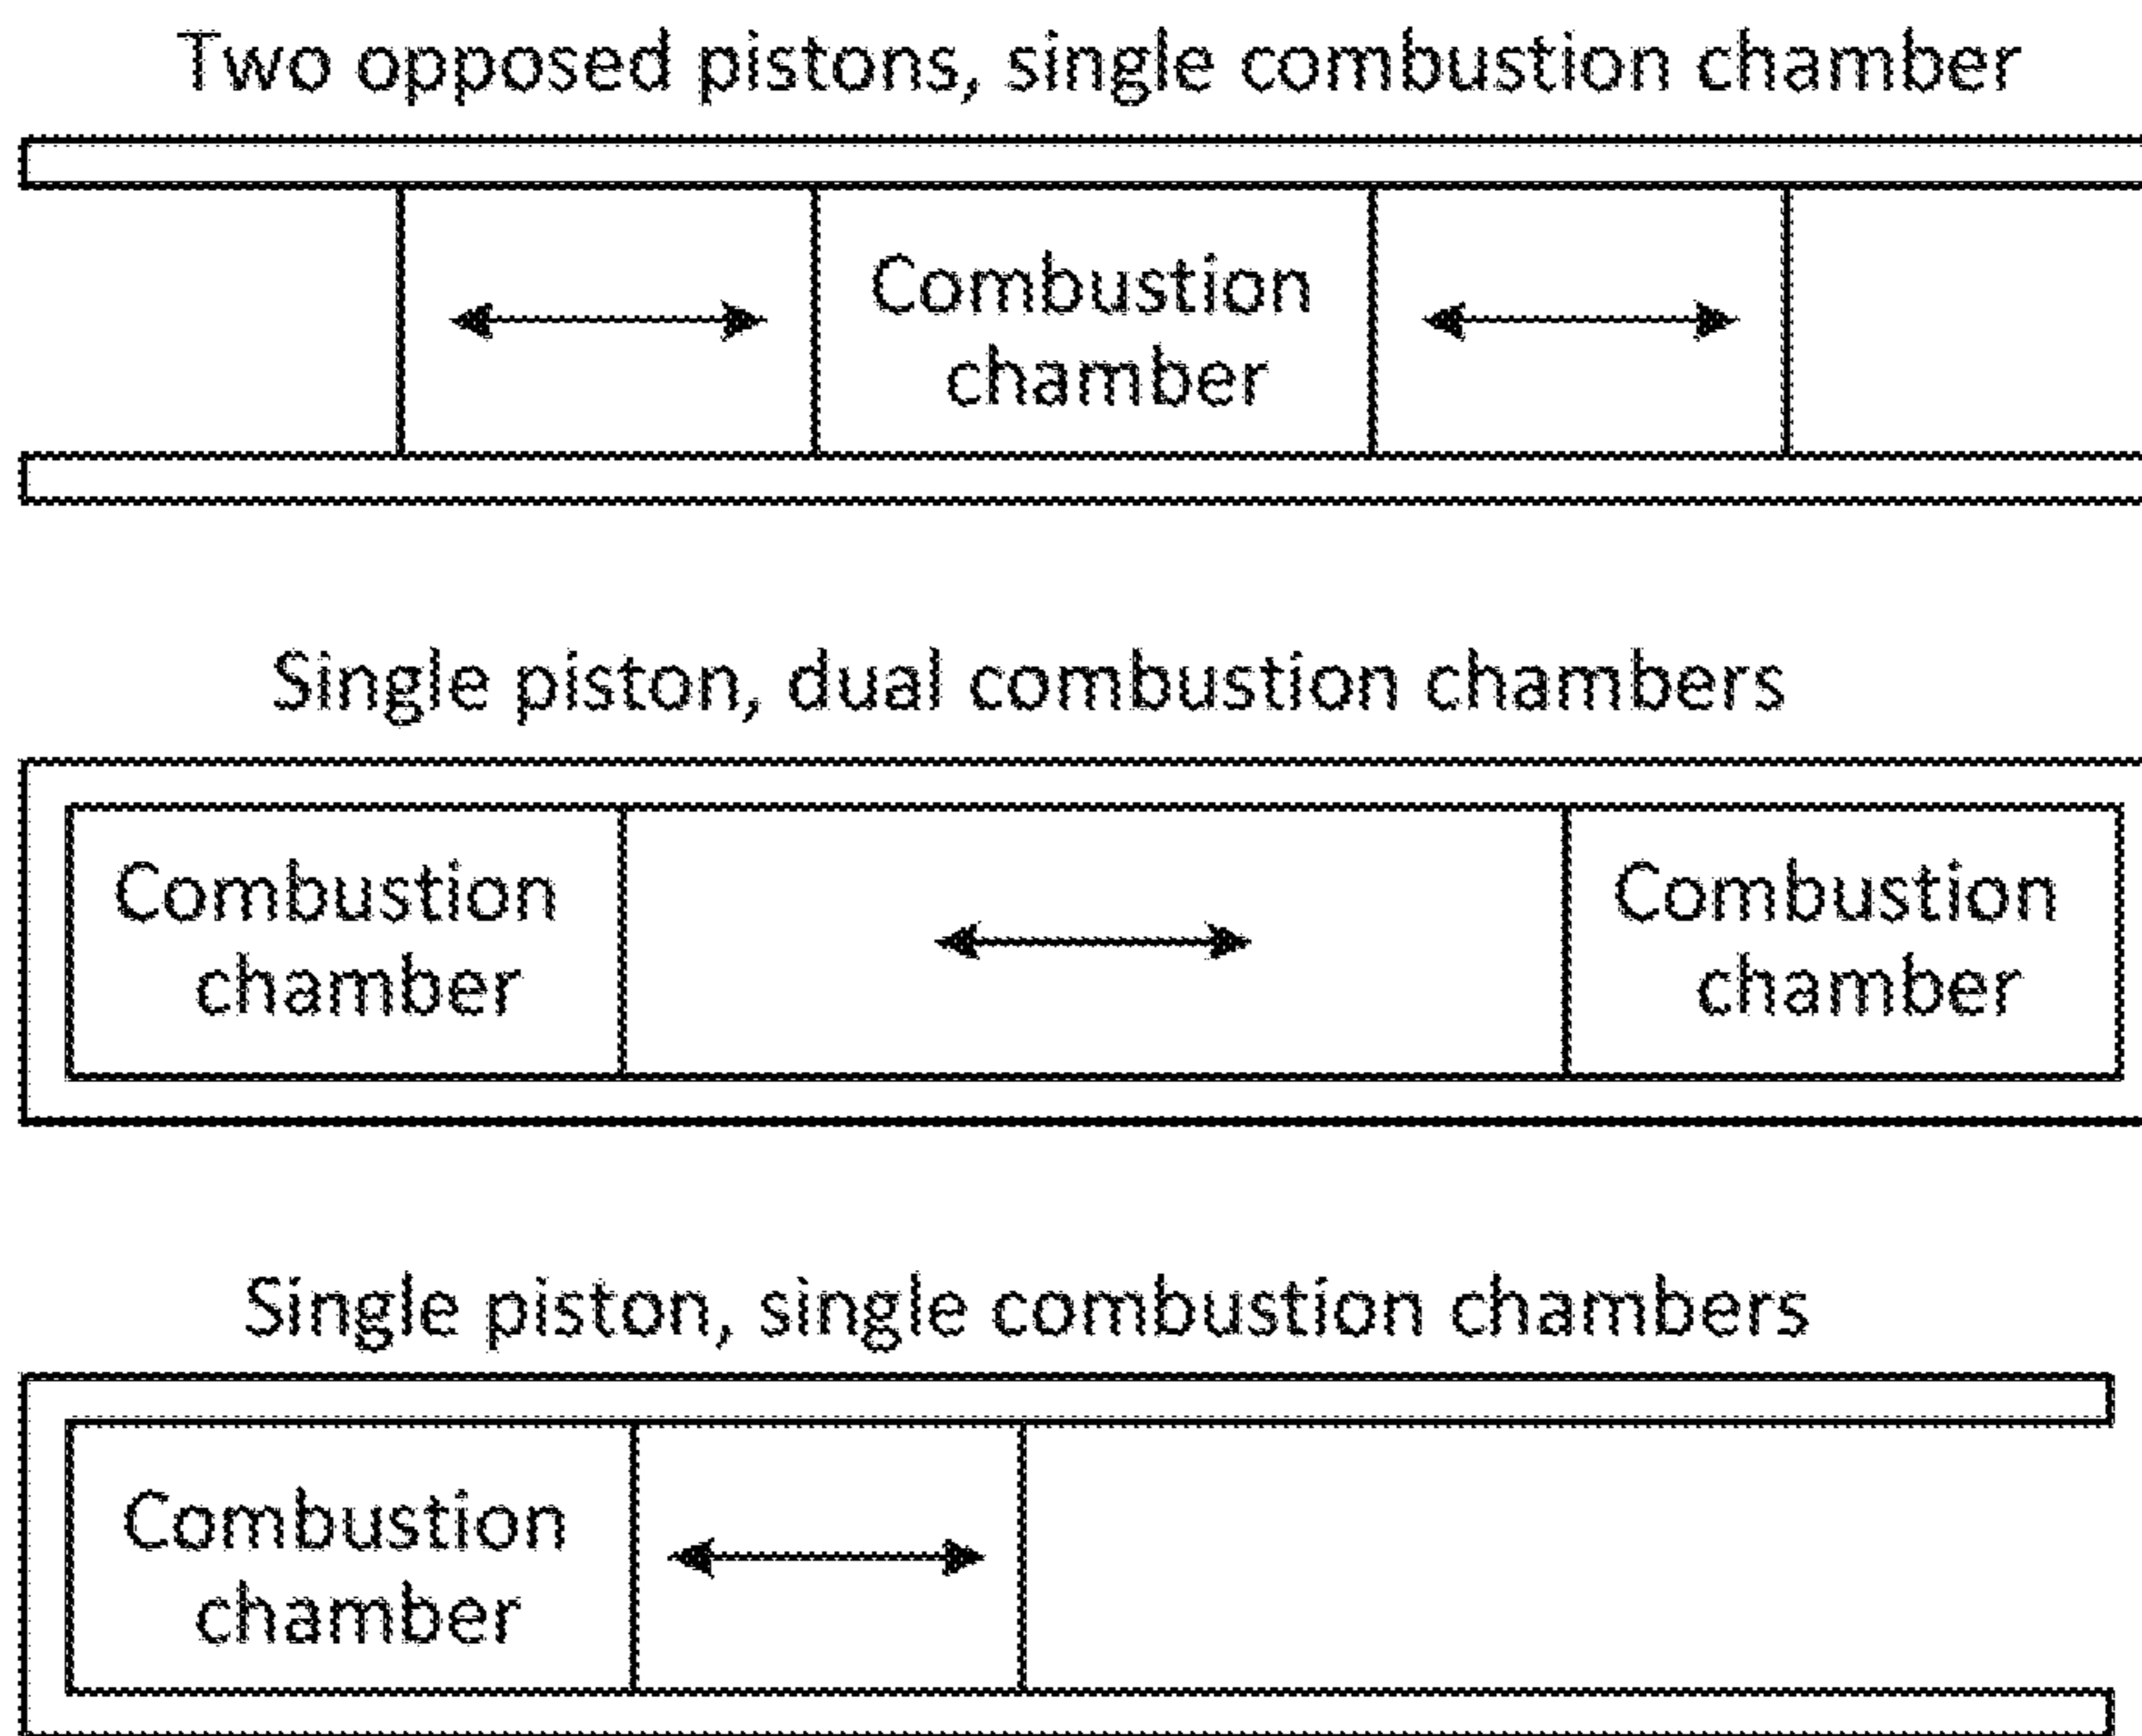 Two opposed pistons, single combustion chamber
Combustion
chamber
Single piston, dual combustion chambers
Combustion
chamber
Combustion
chamber
Single piston, single combustion chambers
Combustion
chamber